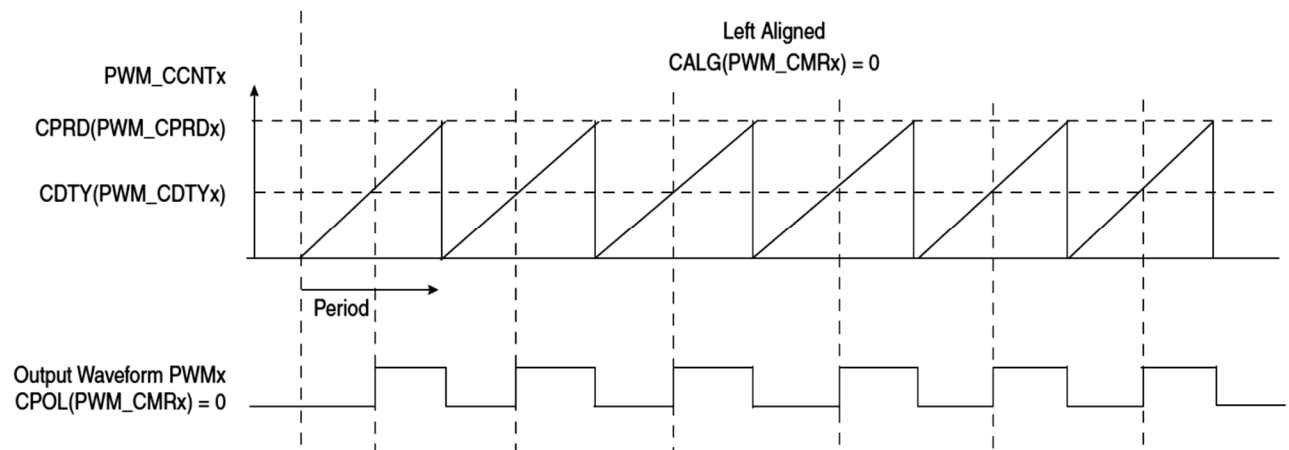 Left Aligned
CALG(PWM_CMRx) = 0
PWM_CCNTx
CPRD(PWM_CPRDx)
CDTY(PWM_CDTYx)
Period
Output Waveform PWMx
CPOL(PWM_CMRx) = 0